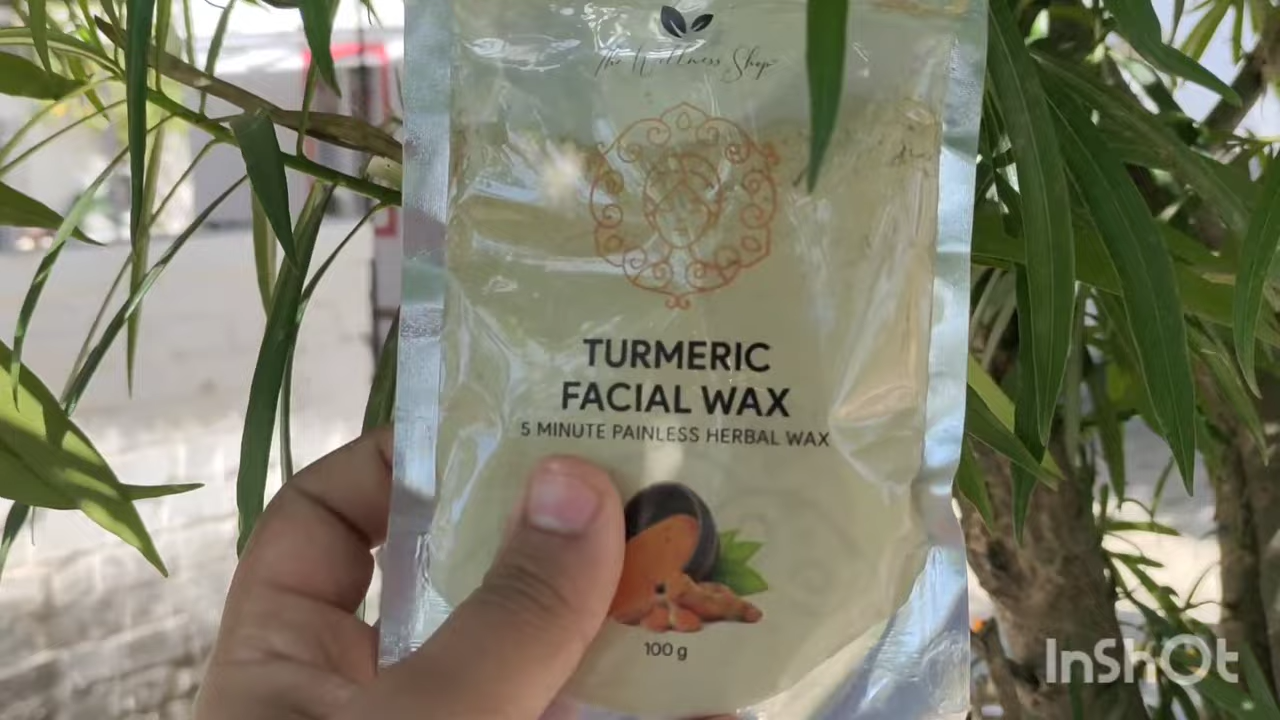 The Wellness Shop
TURMERIC
FACIAL WAX
5 MINUTE PAINLESS HERBAL WAX
100 g
InShOt